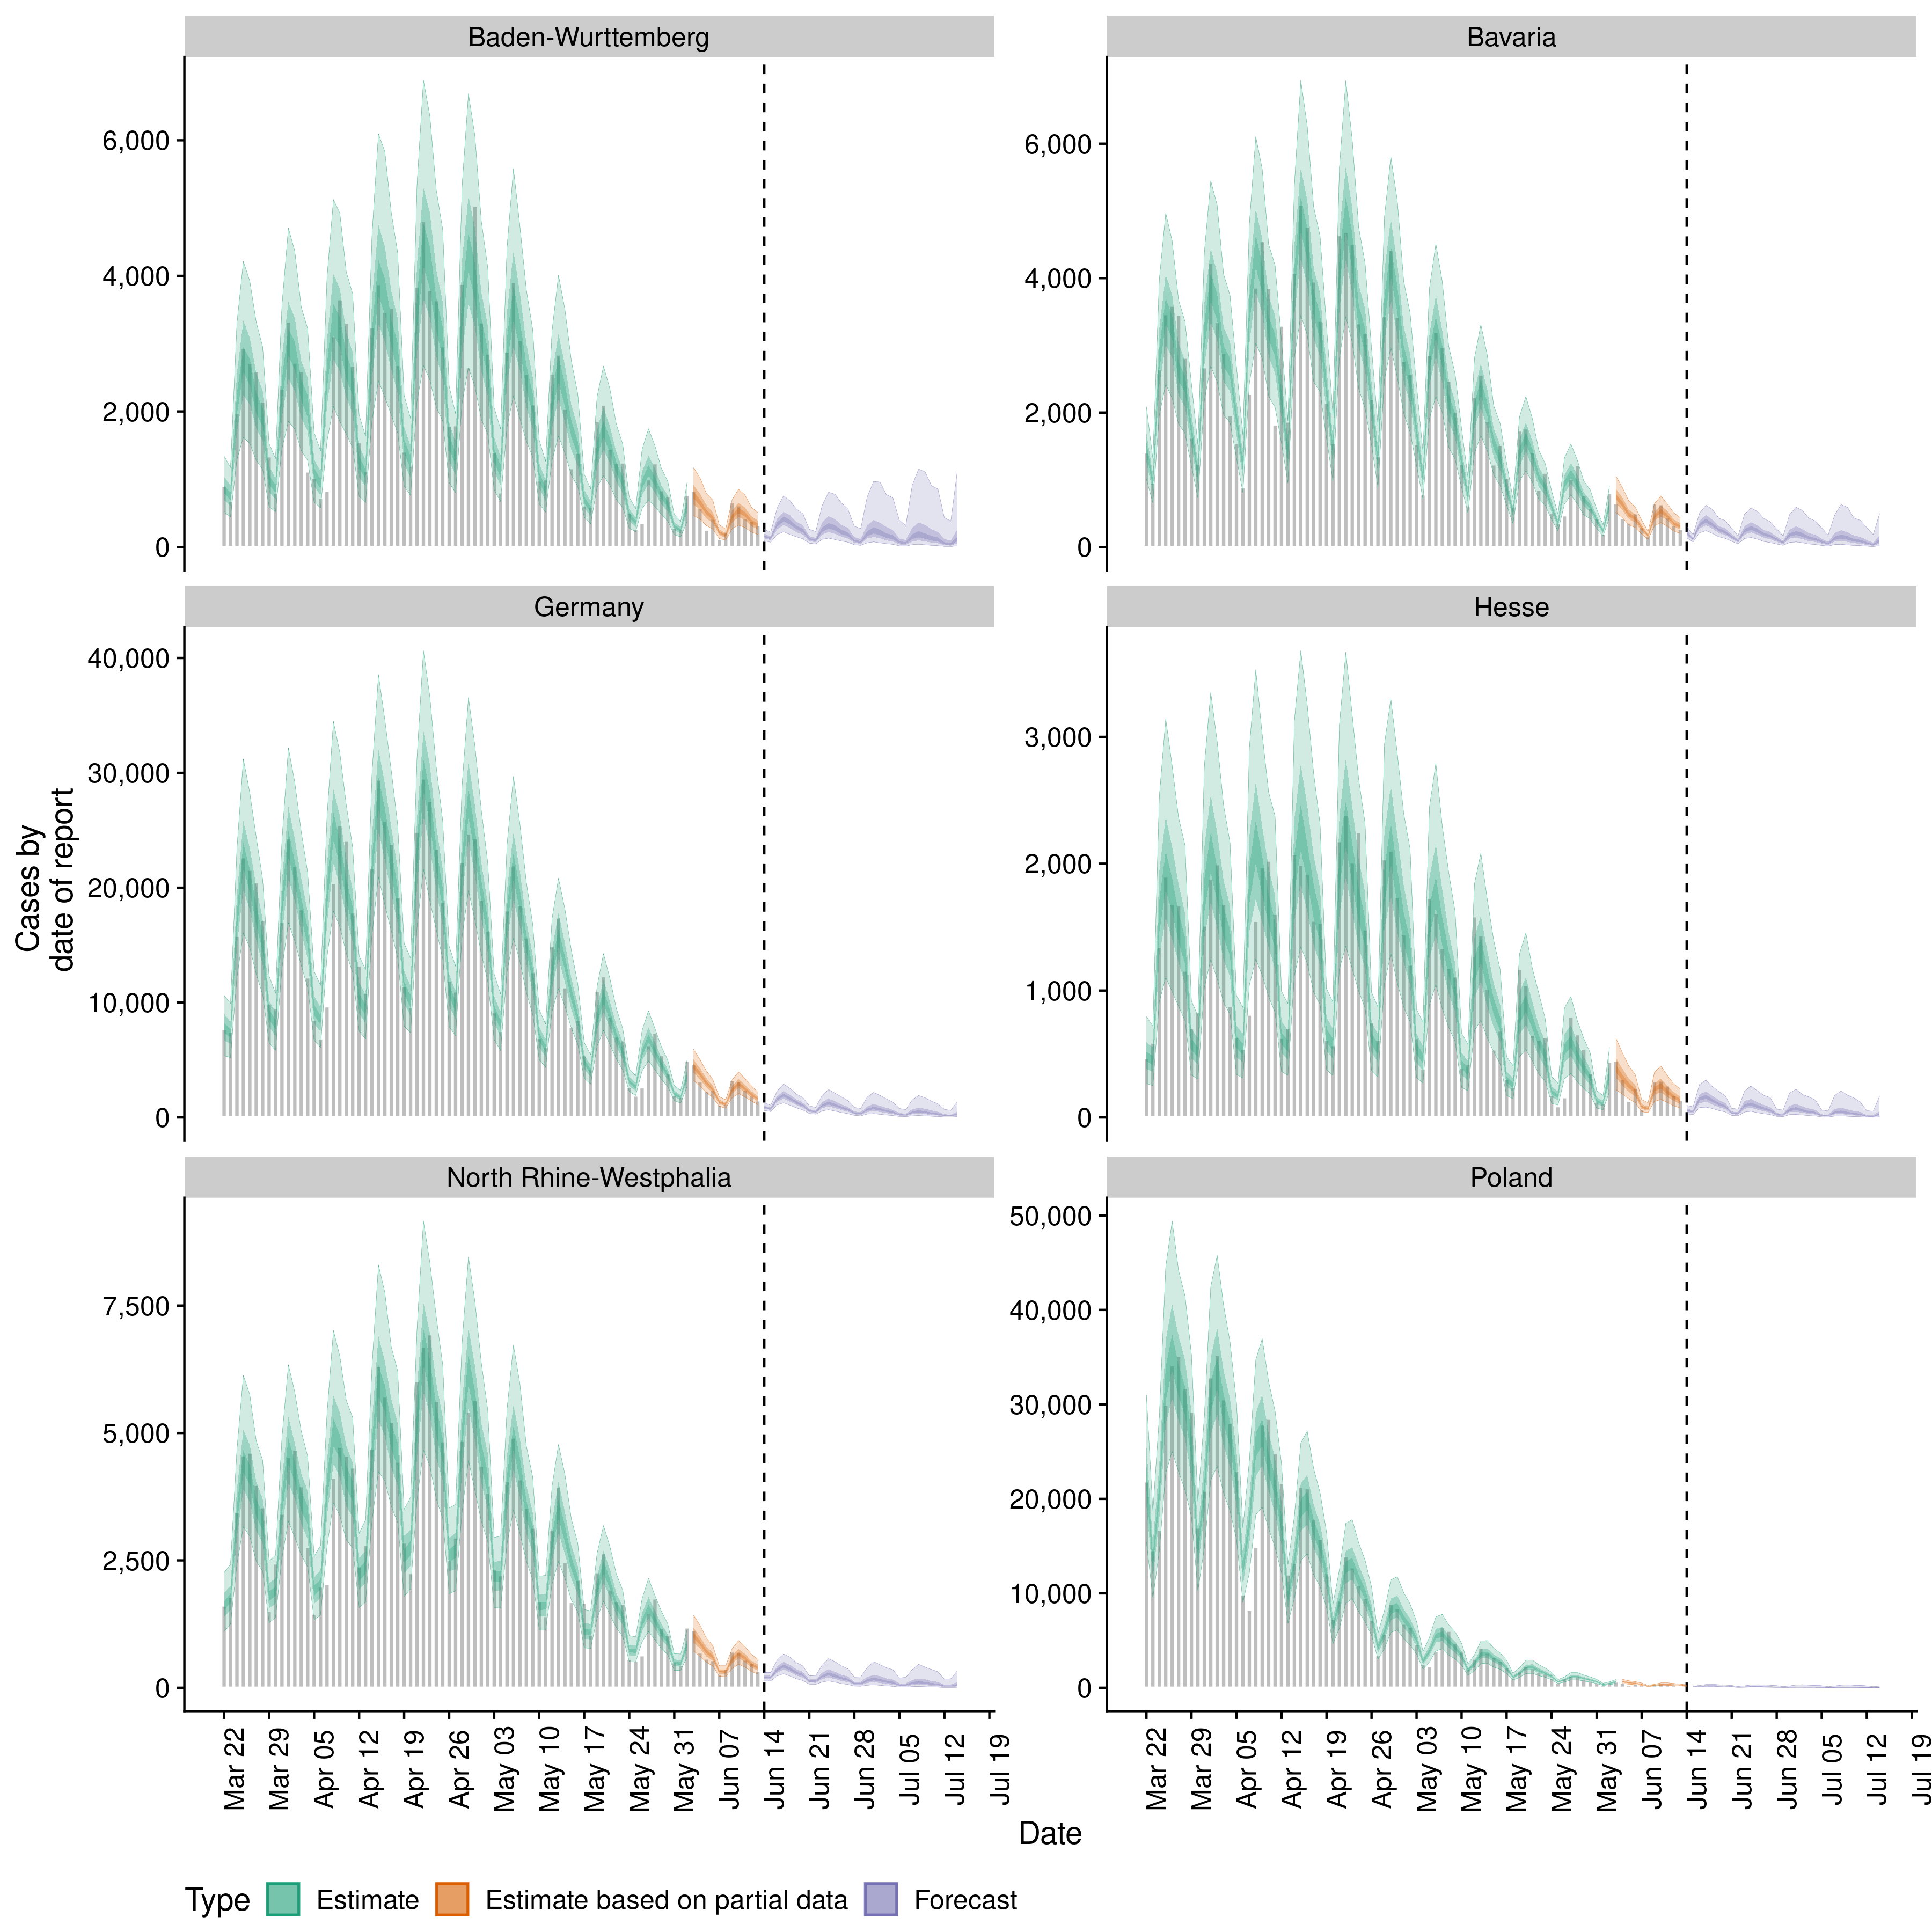 Baden-Wurttemberg
Bavaria
6,000
4,000
2,000
0
6,000
4,000
2,000
0
Germany
Hesse
40,000
30,000
20,000
10,000
0
3,000
2,000
1,000
0
Cases by
date of report
North Rhine-Westphalia
Poland
7,500
5,000
2,500
0
50,000
40,000
30,000
20,000
10,000
0
Mar 22
Mar 29
Apr 05
Apr 12
Apr 19
Apr 26
May 03
May 10
May 17
May 24
May 31
Jun 07
Jun 14
Jun 21
Jun 28
Jul 05
Jul 12
Jul 19
Mar 22
Mar 29
Apr 05
Apr 12
Apr 19
Apr 26
May 03
May 10
May 17
May 24
May 31
Jun 07
Jun 14
Jun 21
Jun 28
Jul 05
Jul 12
Jul 19
Date
Type
Estimate
Estimate based on partial data
Forecast